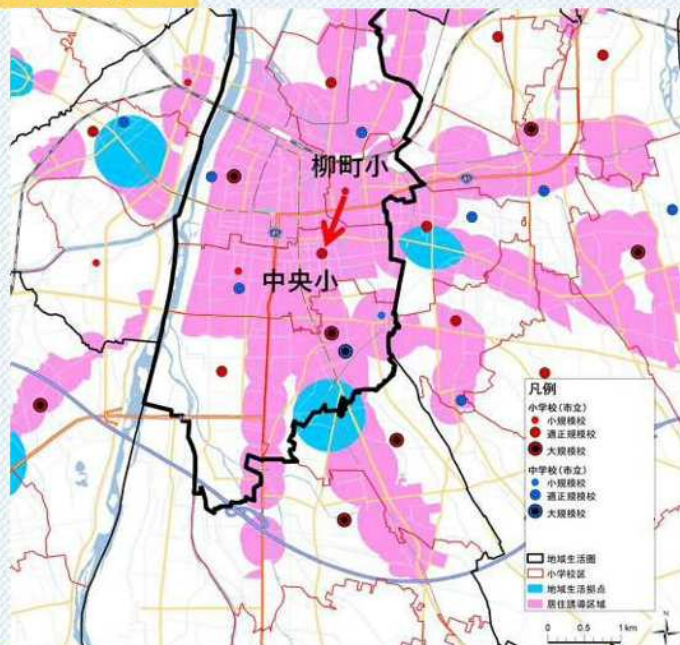 柳町小
中央小
凡例
小学校(市立)
小規模校
適正規模校
大規模校
中学校(市立)
小規模校
適正規模校
大規模校
地域生活圏
小学校区
地域生活拠点
居住誘導区域
N
0 0.5 1 km